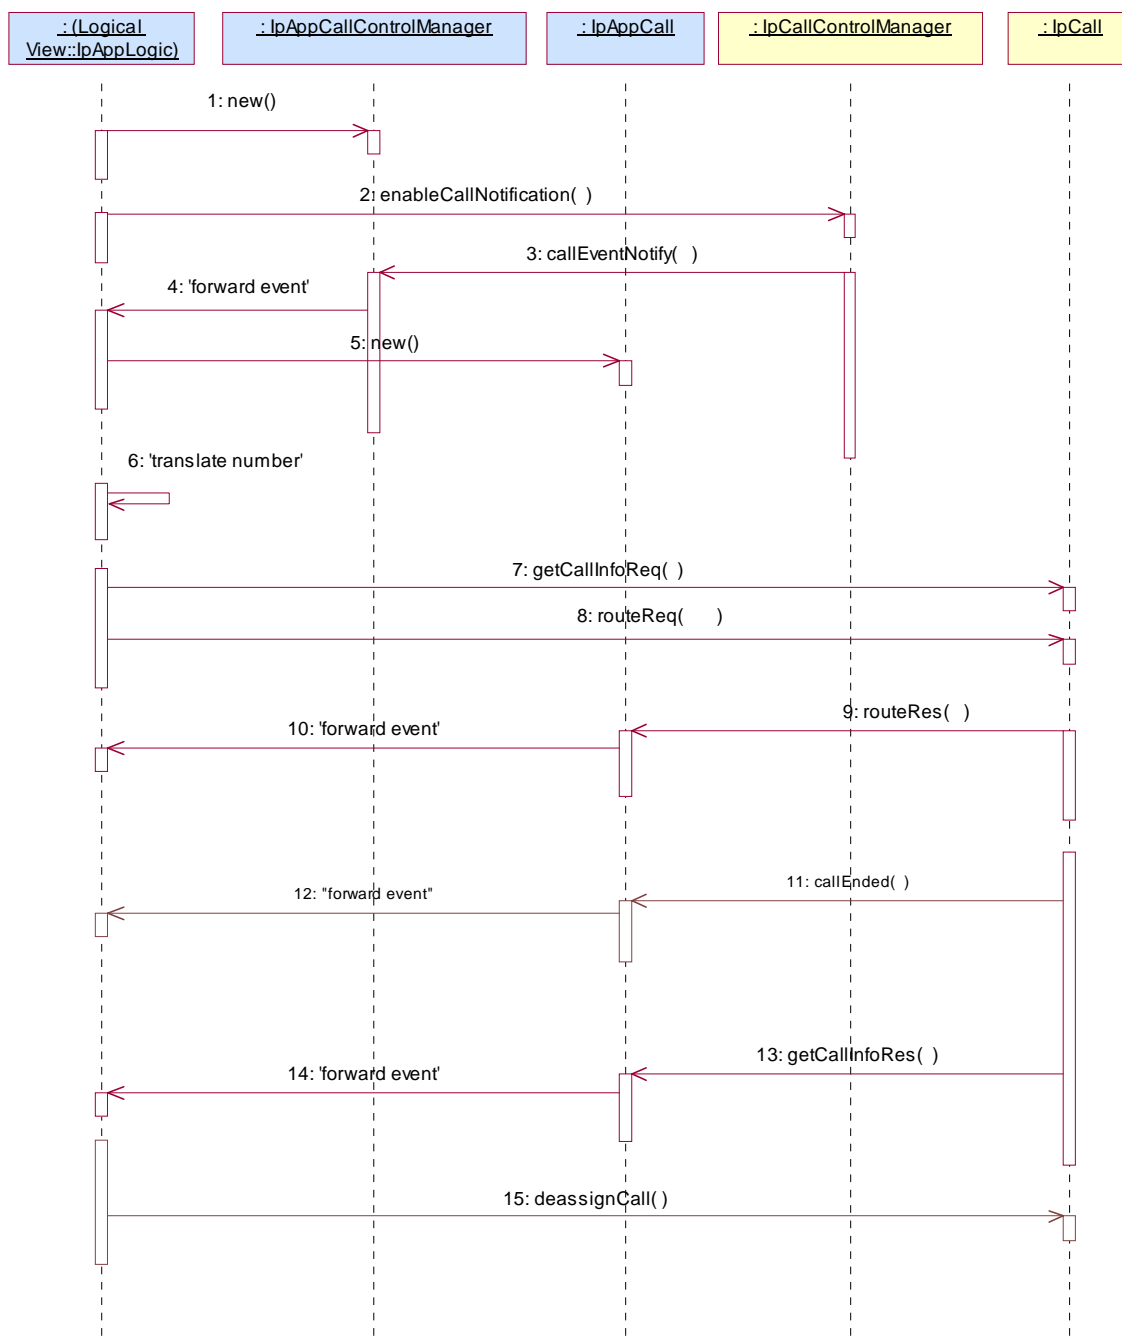 : (Logical
View::IpAppLogic)
: IpAppCallControlManager
: IpAppCall
: IpCallControlManager
: IpCall
1: new()
2: enableCallNotification( )
3: callEventNotify( )
4: 'forward event'
5: new()
6: 'translate number'
7: getCallInfoReq( )
8: routeReq( )
9: routeRes( )
10: 'forward event'
11: callEnded( )
12: "forward event"
13: getCallInfoRes( )
14: 'forward event'
15: deassignCall( )